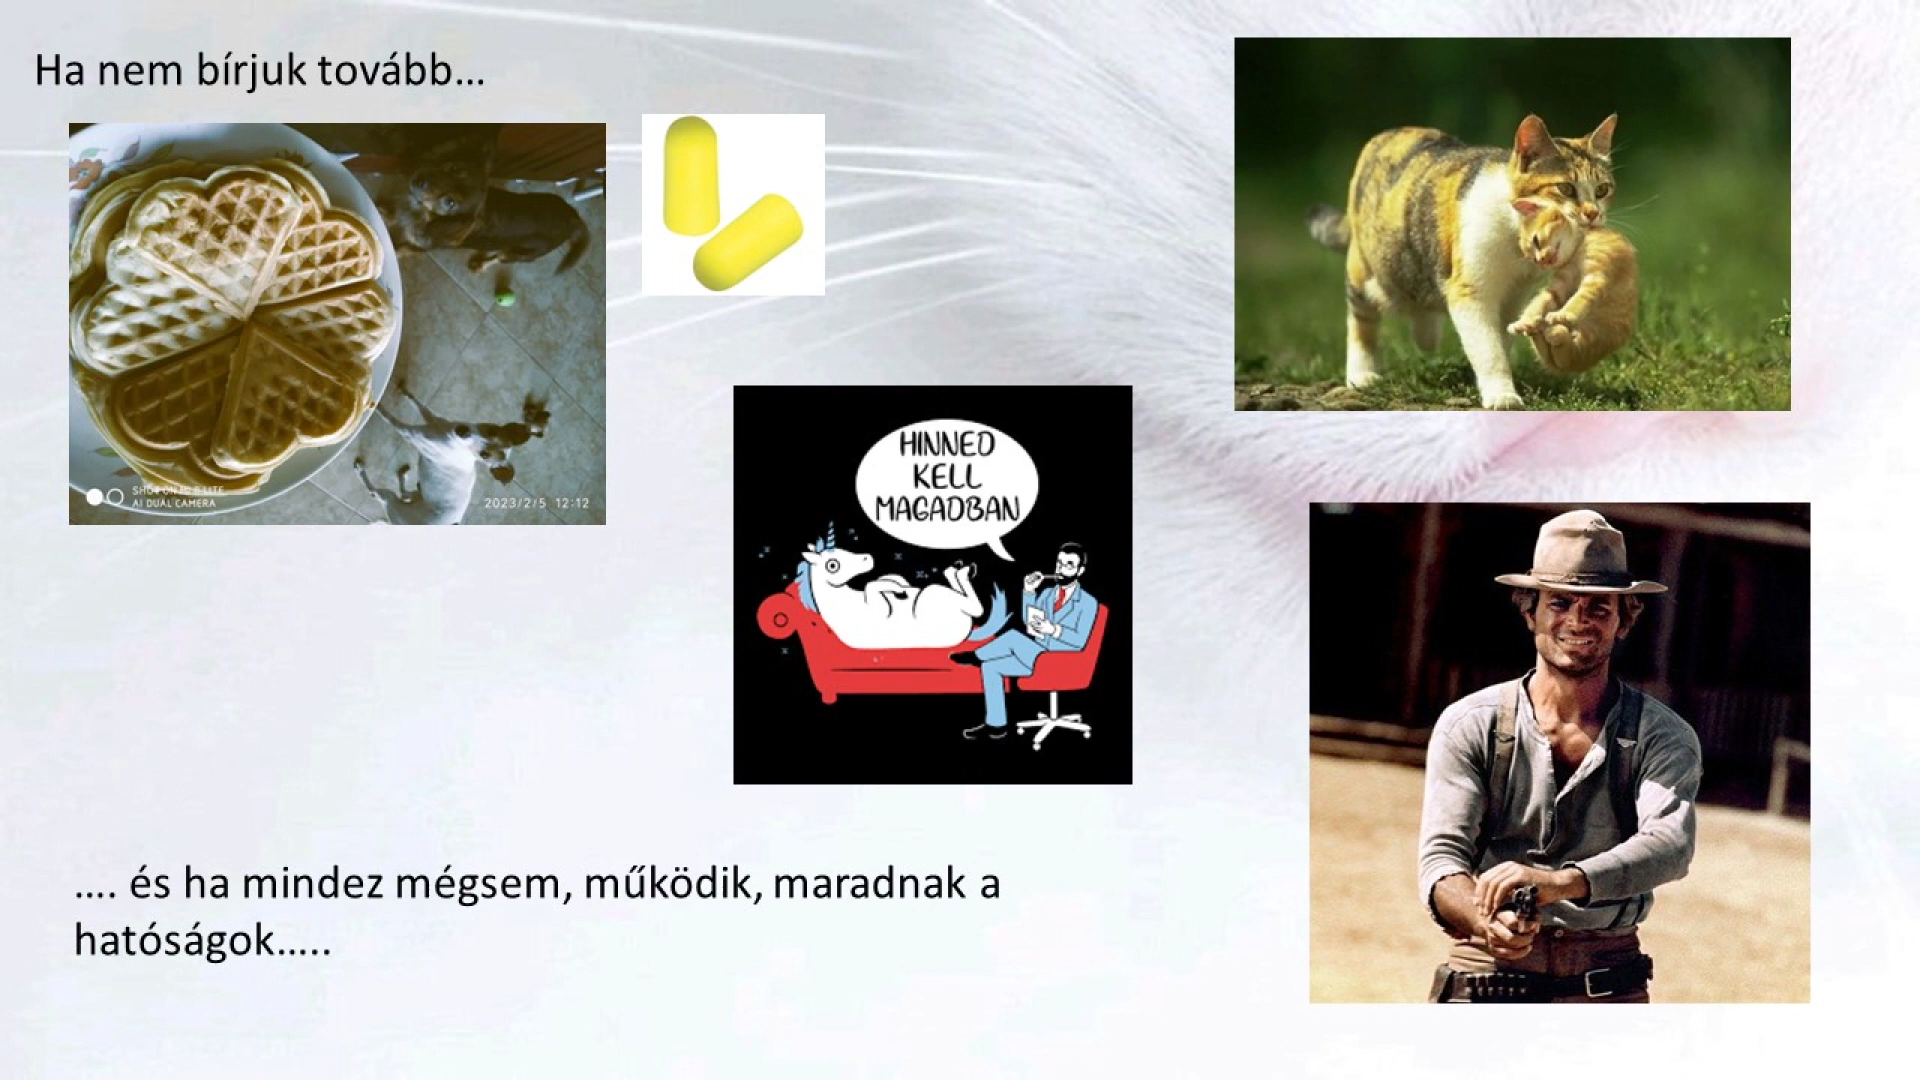 Ha nem bírjuk tovább…
AI DUAL CAMERA
2023/2/5 12:12
HINNED
KELL
MAGADBAN
…. és ha mindez mégsem, működik, maradnak a
hatóságok…..